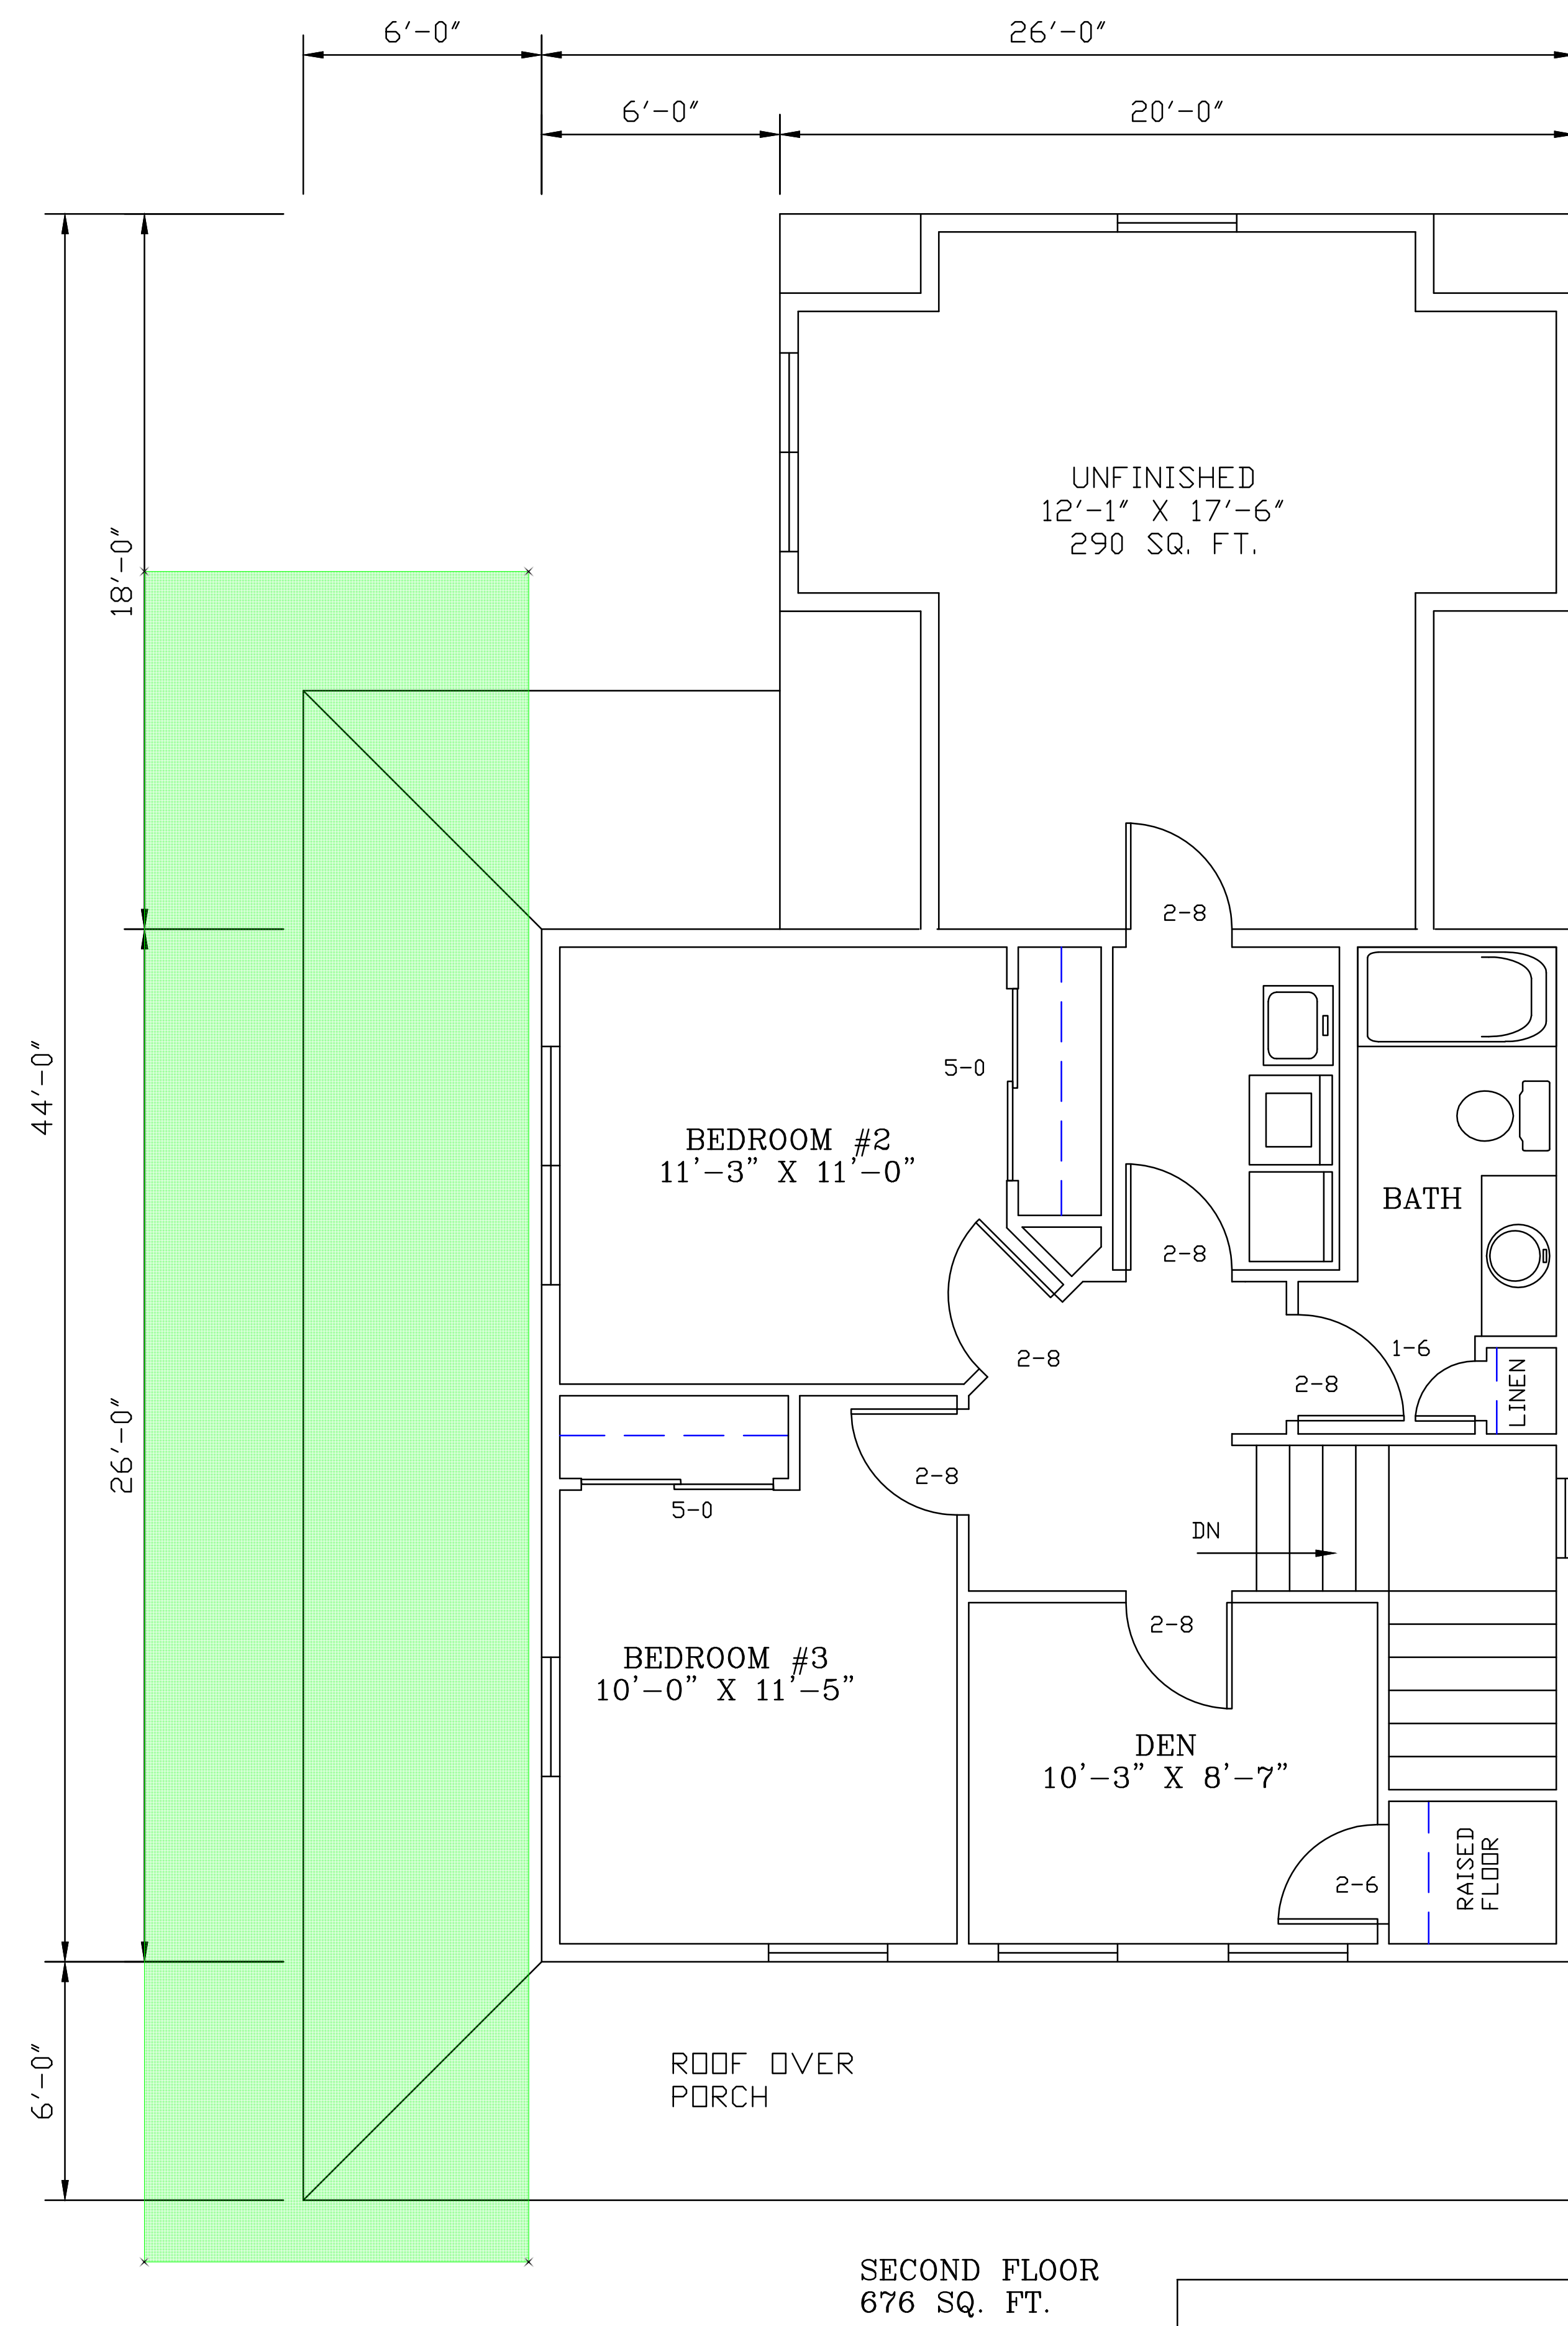 6'-0"
26'-0"
6'-0"
20'-0"
UNFINISHED
12'-1" X 17'-6"
290 SQ. FT.
18'-0"
2-8
44'-0"
5-0
BEDROOM #2
11'-3" X 11'-0"
BATH
2-8
2-8
1-6
2-8
LINEN
26'-0"
2-8
5-0
DN
2-8
BEDROOM #3
10'-0" X 11'-5"
DEN
10'-3" X 8'-7"
2-6
RAISED
FLOOR
6'-0"
ROOF OVER
PORCH
SECOND FLOOR
676 SQ. FT.